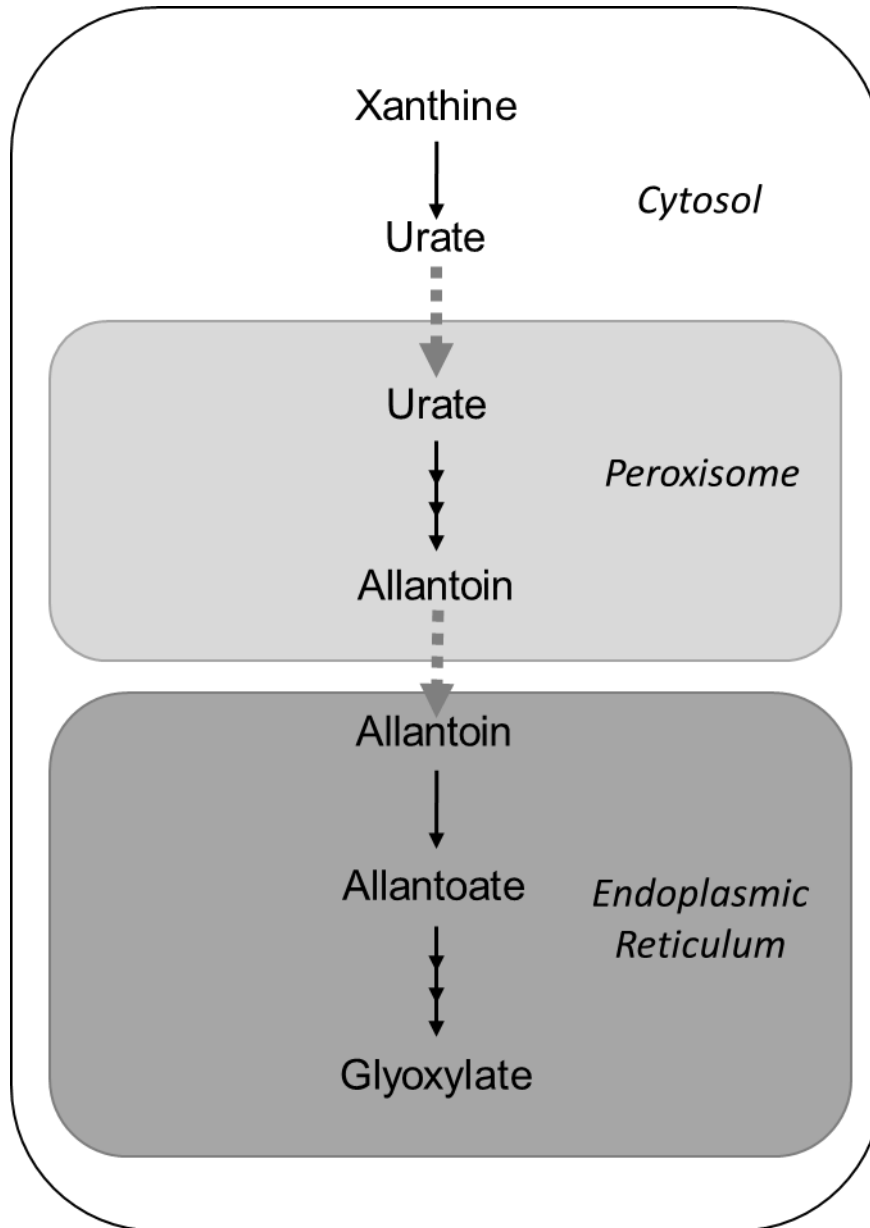 Xanthine
Cytosol
Urate
Urate
Peroxisome
Allantoin
Allantoin
Allantoate
Endoplasmic
Reticulum
Glyoxylate